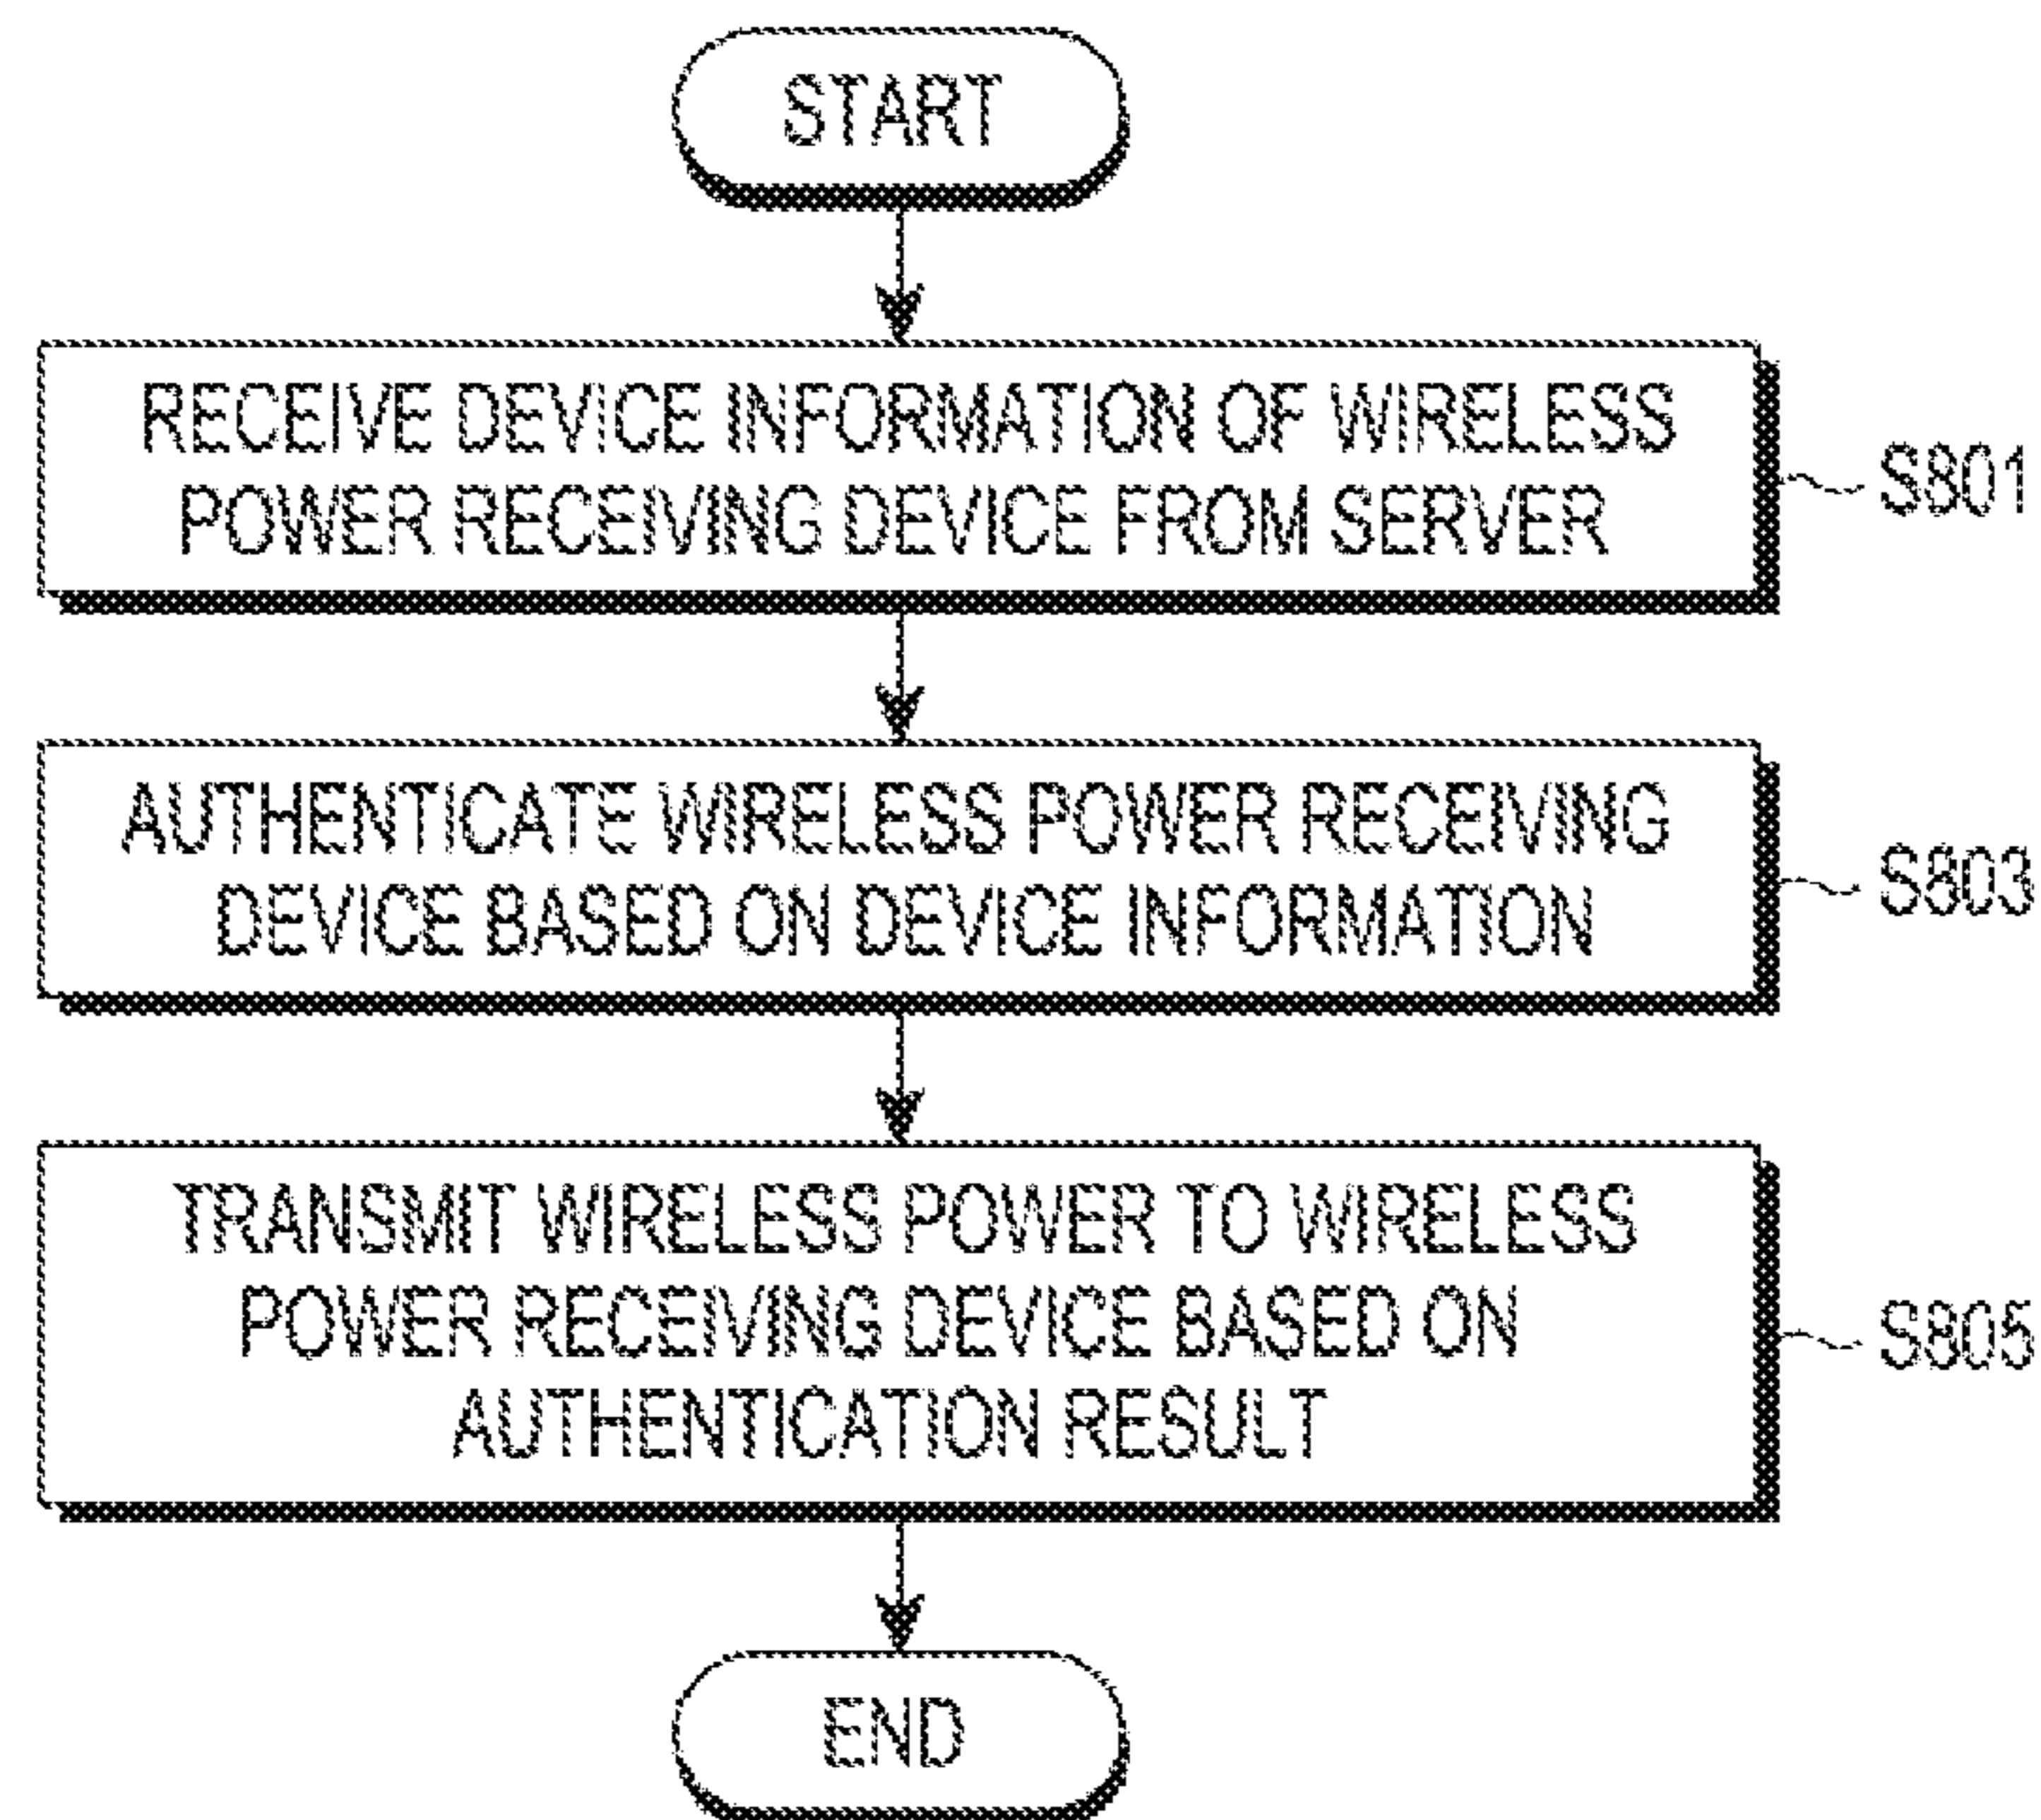 START
RECEIVE DEVICE INFORMATION OF WIRELESS
POWER RECEIVING DEVICE FROM SERVER
S801
AUTHENTICATE WIRELESS POWER RECEIVING
DEVICE BASED ON DEVICE INFORMATION
S803
TRANSMIT WIRELESS POWER TO WIRELESS
POWER RECEIVING DEVICE BASED ON
AUTHENTICATION RESULT
S805
END